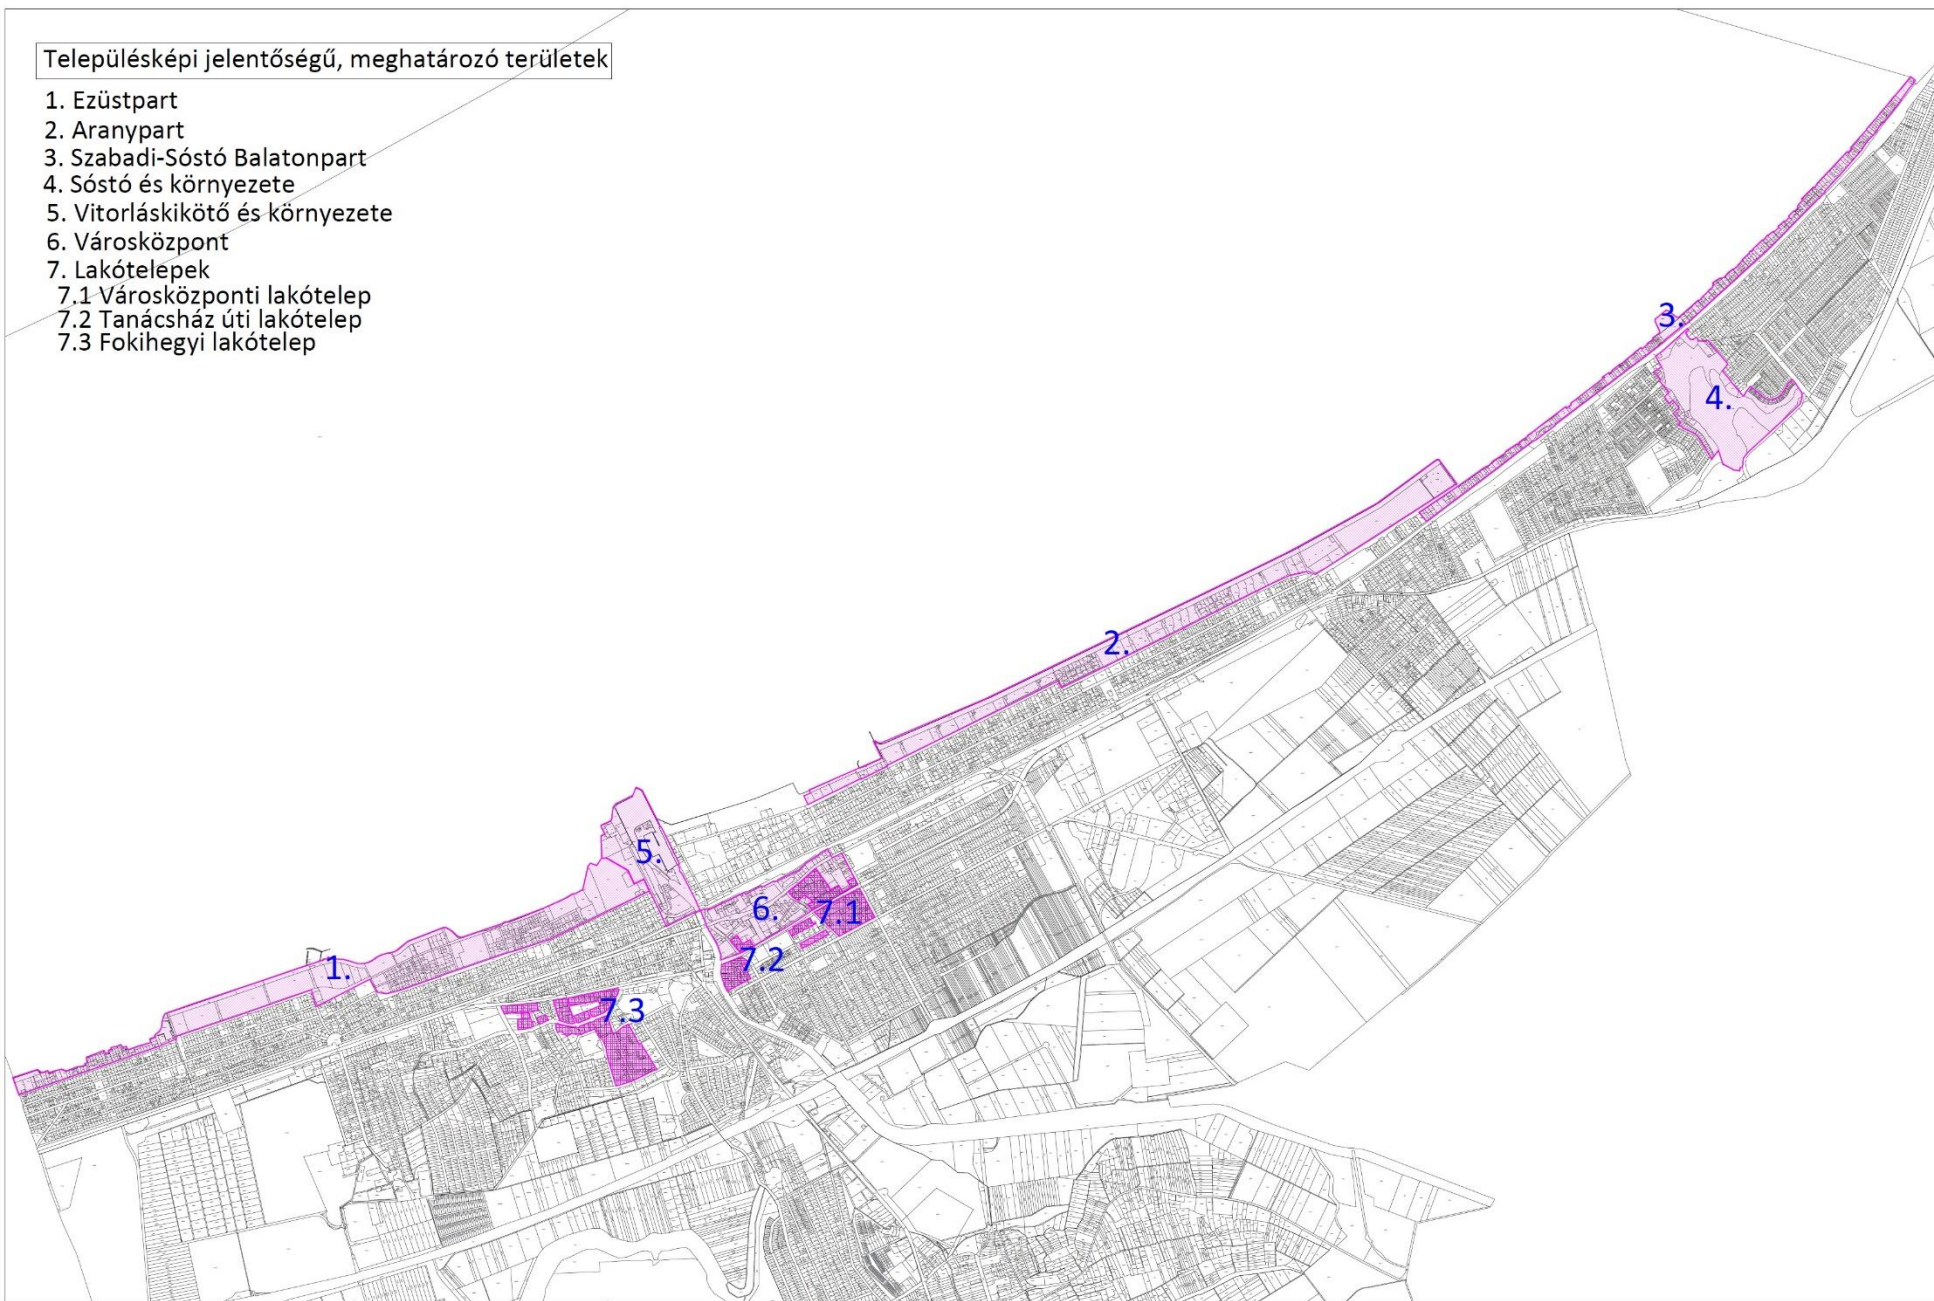 Településképi jelentőségű, meghatározó területek
1. Ezüstpart
2. Aranypart
3. Szabadi-Sóstó Balatonpart
4. Sóstó és környezete
5. Vitorláskikötő és környezete
6. Városközpont
7. Lakótelepek
7.1 Városközponti lakótelep
7.2 Tanácsház úti lakótelep
7.3 Fokihegyi lakótelep
3.
4.
2.
5.
6.
7.1
7.2
1.
7.3